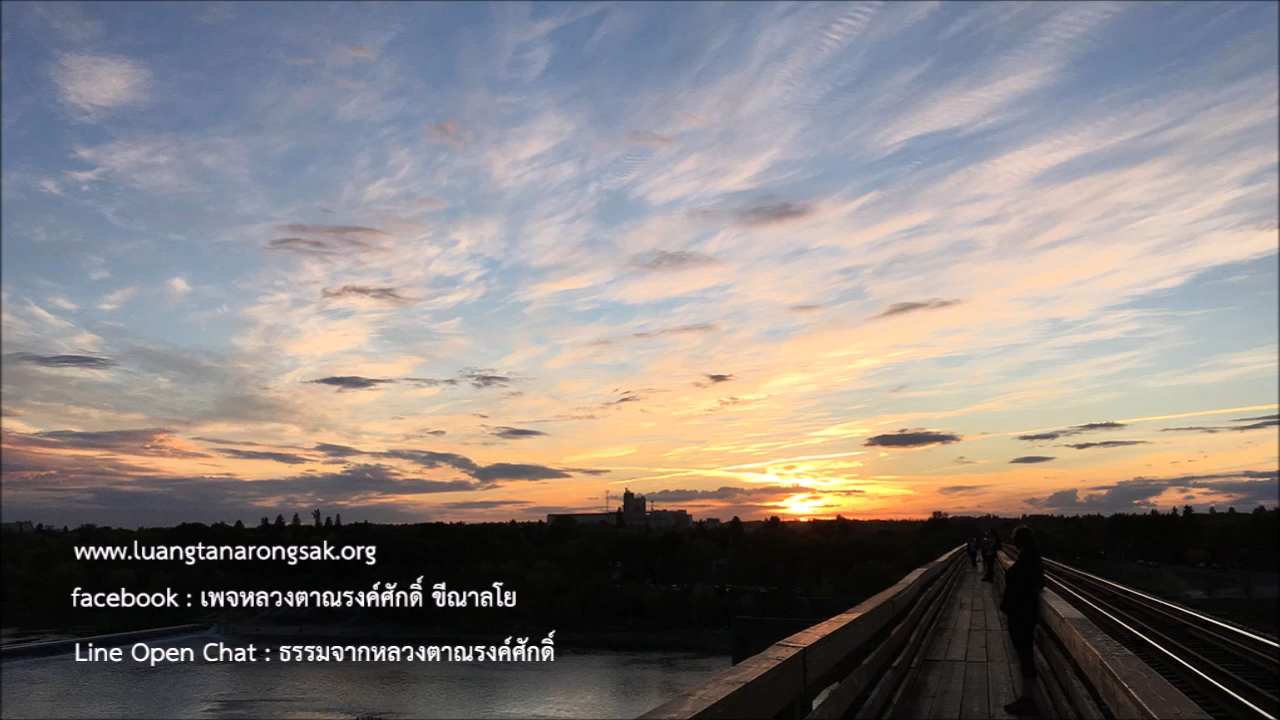 www.luangtanarongsak.org
facebook : เพจหลวงตาณรงค์ศักดิ์ ขีณาลโย
Line Open Chat : ธรรมจากหลวงตาณรงค์ศักดิ์